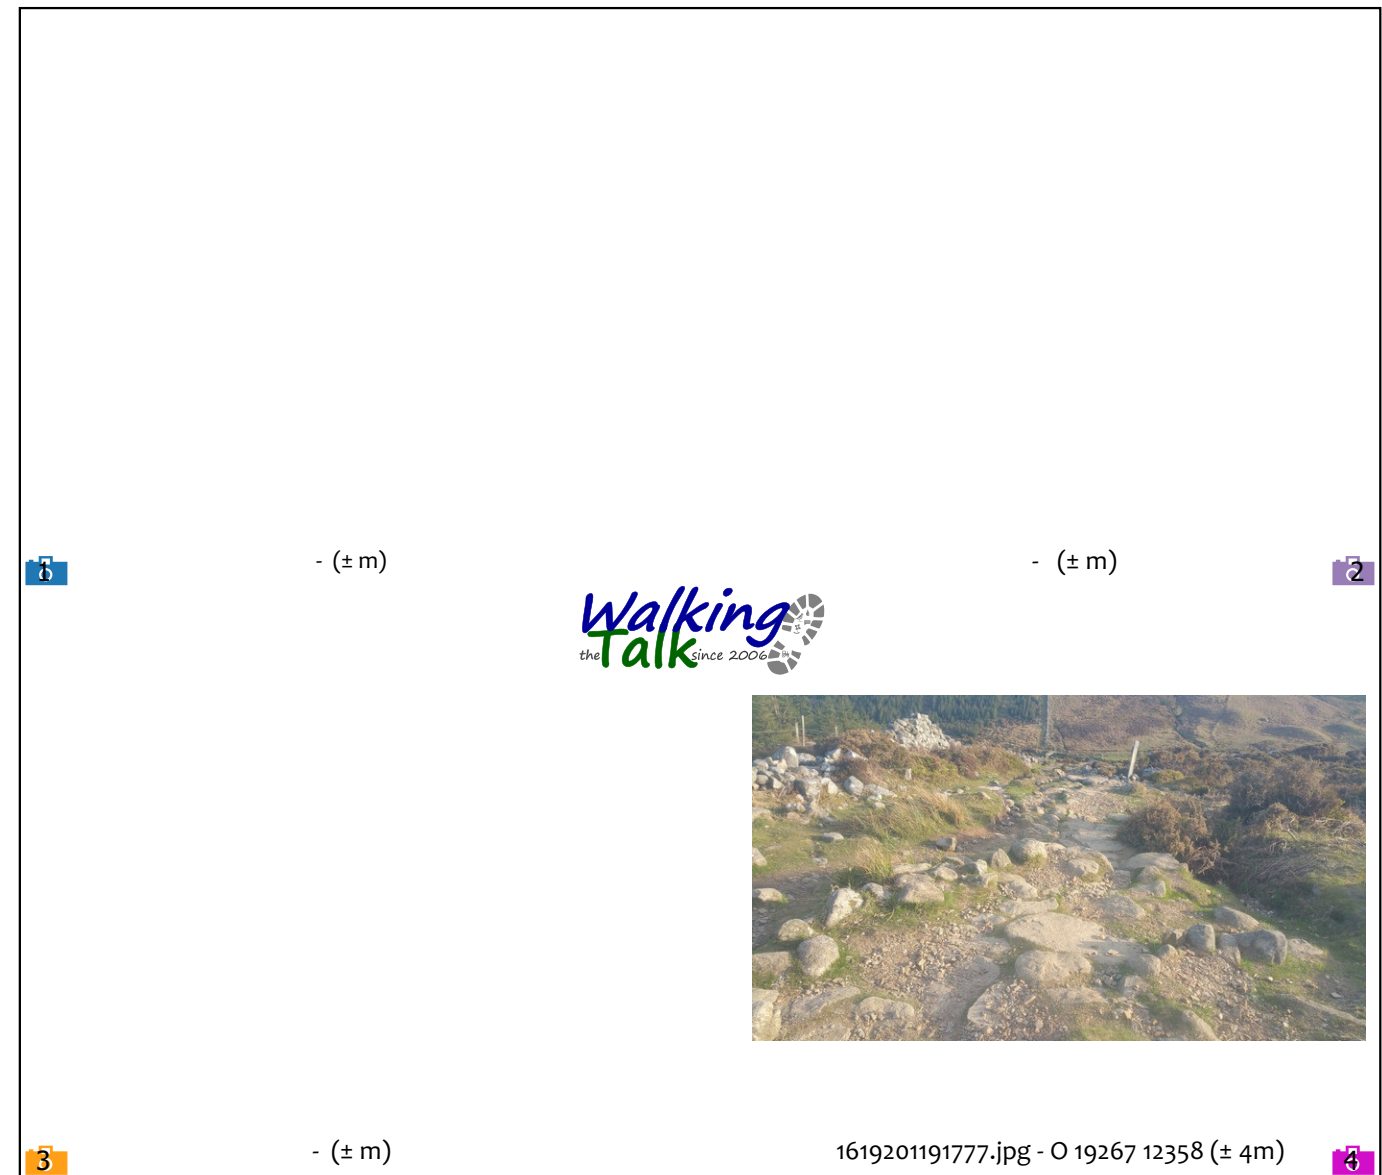 - (± m)
- (± m)
1
2
Walking
the Talk since 2006
- (± m)
1619201191777.jpg - O 19267 12358 (± 4m)
3
4